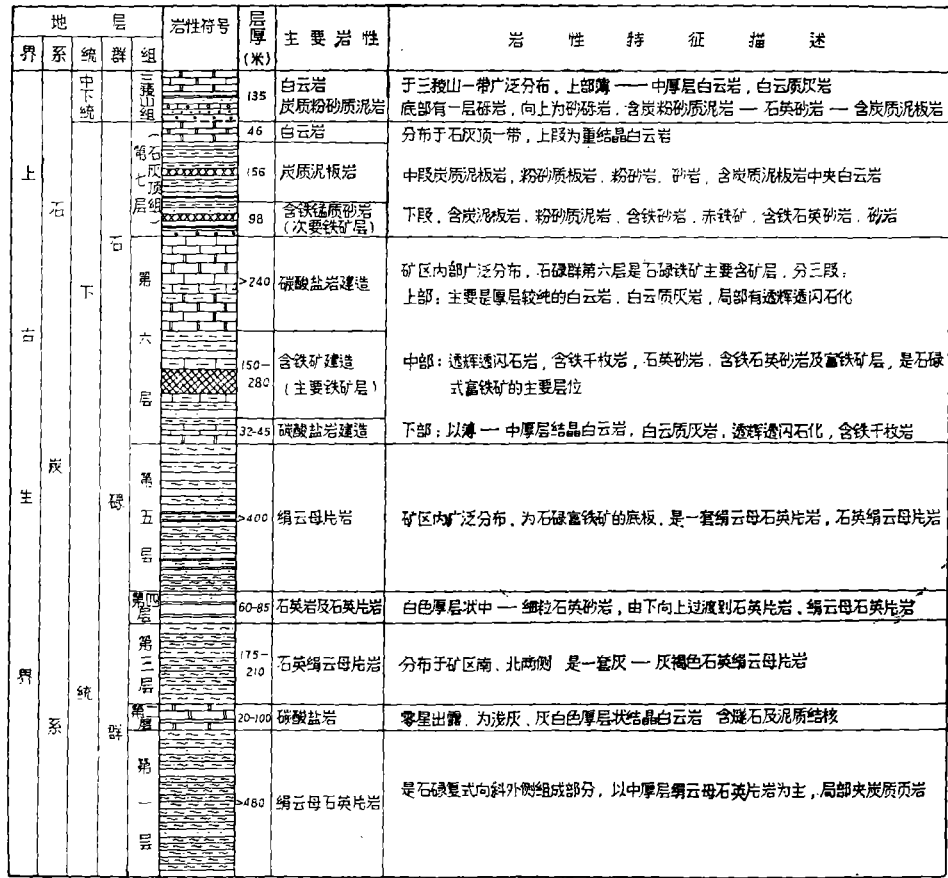 地 层
岩性符号
层厚(米)
主要岩性
岩 性 特 征 描 述
界 系 统 群 组
上古生界
石炭系
中下统
下统
石碌群
三棱山组
135
白云岩
炭质粉砂质泥岩
于三稜山一带广泛分布，上部薄——中厚层白云岩，白云质灰岩
底部有一层砾岩，向上为砂砾岩，含炭粉砂质泥岩—石英砂岩—含炭质泥板岩
第七层(石灰顶组)
46
白云岩
分布于石灰顶一带，上段为重结晶白云岩
156
炭质泥板岩
中段炭质泥板岩，粉砂质板岩，粉砂岩、砂岩，含炭质泥板岩中夹白云岩
98
含铁锰质砂岩
(次要铁矿层)
下段，含炭泥板岩、粉砂质泥岩、含铁砂岩、赤铁矿、含铁石英砂岩、砂岩
第六层
>240
碳酸盐岩建造
矿区内部广泛分布，石碌群第六层是石碌铁矿主要含矿层，分三段：
上部：主要是厚层较纯的白云岩，白云质灰岩，局部有透辉透闪石化
150-280
含铁矿建造
(主要铁矿层)
中部：透辉透闪石岩，含铁千枚岩，石英砂岩、含铁石英砂岩及富铁矿层，是石碌
式富铁矿的主要层位
32-45
碳酸盐岩建造
下部：以薄—中厚层结晶白云岩，白云质灰岩，透辉透闪石化，含铁千枚岩
第五层
>400
绢云母片岩
矿区内广泛分布，为石碌富铁矿的底板，是一套绢云母石英片岩，石英绢云母片岩
第四层
60-85
石英岩及石英片岩
白色厚层状中—细粒石英砂岩，由下向上过渡到石英片岩、绢云母石英片岩
第三层
175-210
石英绢云母片岩
分布于矿区南、北两侧 是一套灰—灰褐色石英绢云母片岩
第二层
20-100
碳酸盐岩
零星出露，为浅灰、灰白色厚层状结晶白云岩 含燧石及泥质结核
第一层
>480
绢云母石英片岩
是石碌复式向斜外侧组成部分，以中厚层绢云母石英片岩为主，局部夹炭质页岩